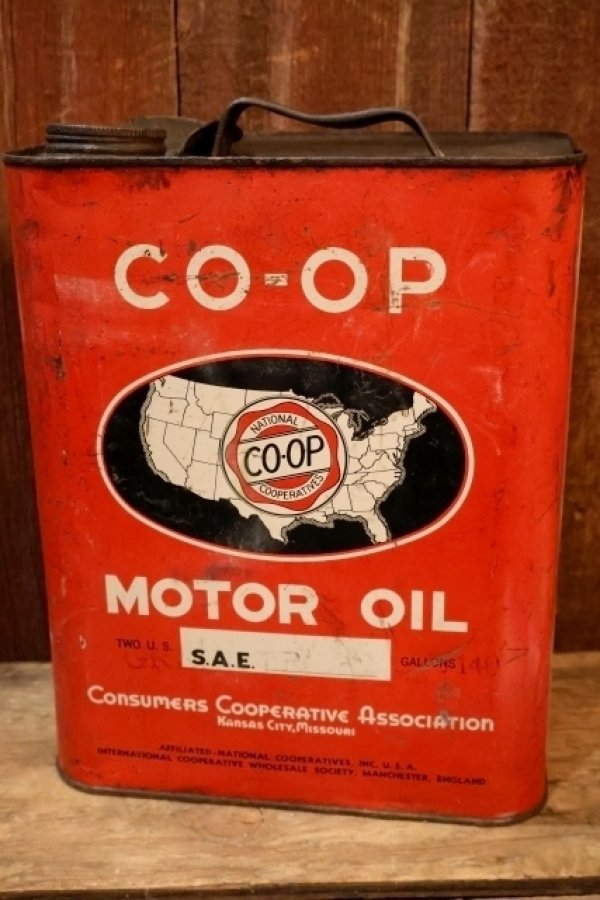 CO-OP
NATIONAL
CO-OP
COOPERATIVES
MOTOR OIL
TWO U.S. S.A.E. GALLONS
CONSUMERS COOPERATIVE ASSOCIATION
KANSAS CITY, MISSOURI
AFFILIATED-NATIONAL COOPERATIVES, INC. U.S.A.
INTERNATIONAL COOPERATIVE WHOLESALE SOCIETY, MANCHESTER, ENGLAND